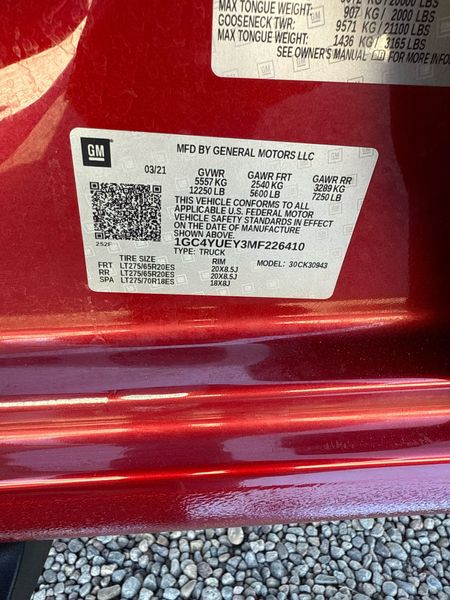 MAX TONGUE WEIGHT: 907 KG / 2000 LBS
GOOSENECK TWR: 9571 KG / 21100 LBS
MAX TONGUE WEIGHT: 1436 KG / 3165 LBS
SEE OWNER'S MANUAL FOR MORE INFOR
GM
MFD BY GENERAL MOTORS LLC
03/21 GVWR GAWR FRT GAWR RR
5557 KG 2540 KG 3289 KG
12250 LB 5600 LB 7250 LB
THIS VEHICLE CONFORMS TO ALL
APPLICABLE U.S. FEDERAL MOTOR
VEHICLE SAFETY STANDARDS IN EFFECT
ON THE DATE OF MANUFACTURE SHOWN ABOVE.
1GC4YUEY3MF226410
252F TYPE: TRUCK
TIRE SIZE RIM MODEL: 30CK30943
FRT LT275/65R20ES 20X8.5J
RR LT275/65R20ES 20X8.5J
SPA LT275/70R18ES 18X8J